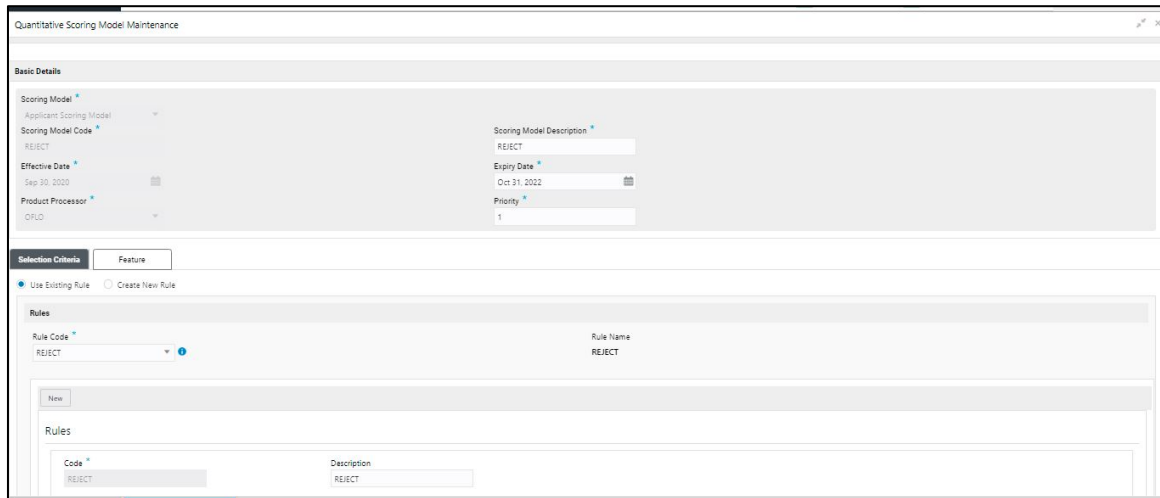 Quantitative Scoring Model Maintenance
Basic Details
Scoring Model *
Applicant Scoring Model
Scoring Model Code *
Scoring Model Description *
REJECT
REJECT
Effective Date *
Expiry Date *
Sep 30, 2020
Oct 31, 2022
Product Processor *
Priority *
OFLO
1
Selection Criteria
Feature
Use Existing Rule
Create New Rule
Rules
Rule Code *
Rule Name
REJECT
REJECT
New
Rules
Code *
Description
REJECT
REJECT